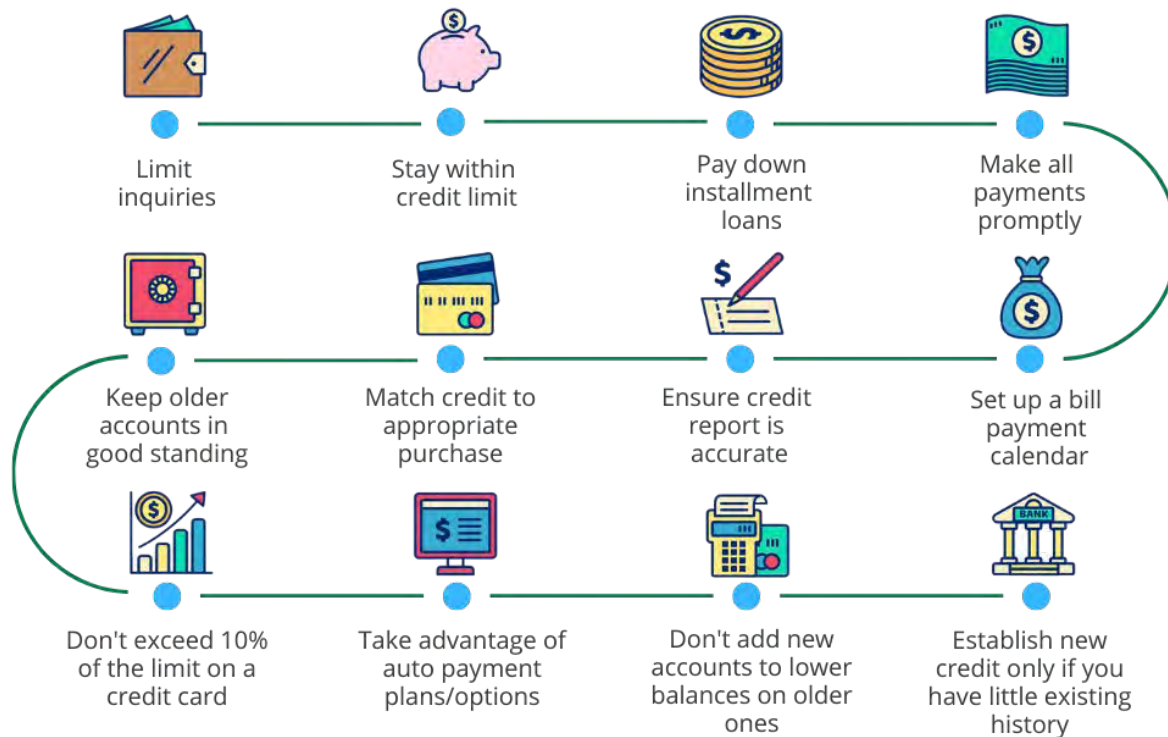 Limit
inquiries
Stay within
credit limit
Pay down
installment
loans
Make all
payments
promptly
$
$
$
$
$
Keep older
accounts in
good standing
Match credit to
appropriate
purchase
Ensure credit
report is
accurate
Set up a bill
payment
calendar
$
$
BANK
Don't exceed 10%
of the limit on a
credit card
Take advantage of
auto payment
plans/options
Don't add new
accounts to lower
balances on older
ones
Establish new
credit only if you
have little existing
history